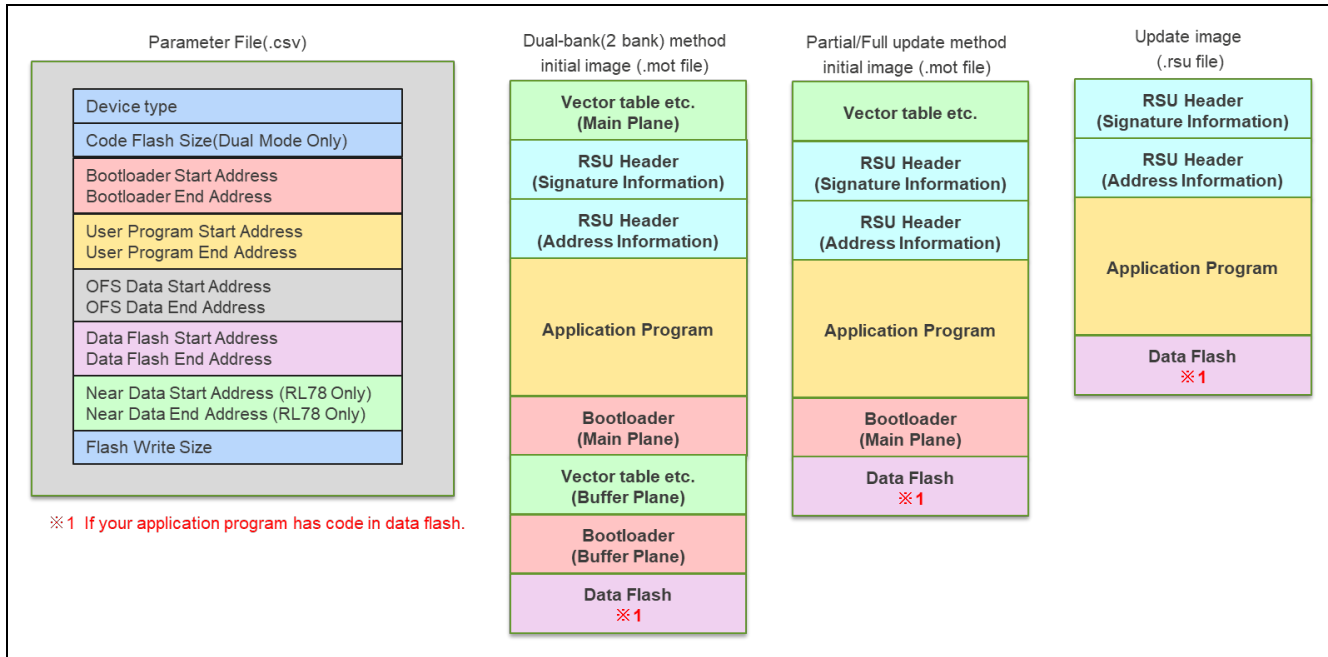 Parameter File(.csv)
Device type
Code Flash Size(Dual Mode Only)
Bootloader Start Address
Bootloader End Address
User Program Start Address
User Program End Address
OFS Data Start Address
OFS Data End Address
Data Flash Start Address
Data Flash End Address
Near Data Start Address (RL78 Only)
Near Data End Address (RL78 Only)
Flash Write Size
※1 If your application program has code in data flash.
Dual-bank(2 bank) method
initial image (.mot file)
Vector table etc.
(Main Plane)
RSU Header
(Signature Information)
RSU Header
(Address Information)
Application Program
Bootloader
(Main Plane)
Vector table etc.
(Buffer Plane)
Bootloader
(Buffer Plane)
Data Flash
※1
Partial/Full update method
initial image (.mot file)
Vector table etc.
RSU Header
(Signature Information)
RSU Header
(Address Information)
Application Program
Bootloader
(Main Plane)
Data Flash
※1
Update image
(.rsu file)
RSU Header
(Signature Information)
RSU Header
(Address Information)
Application Program
Data Flash
※1